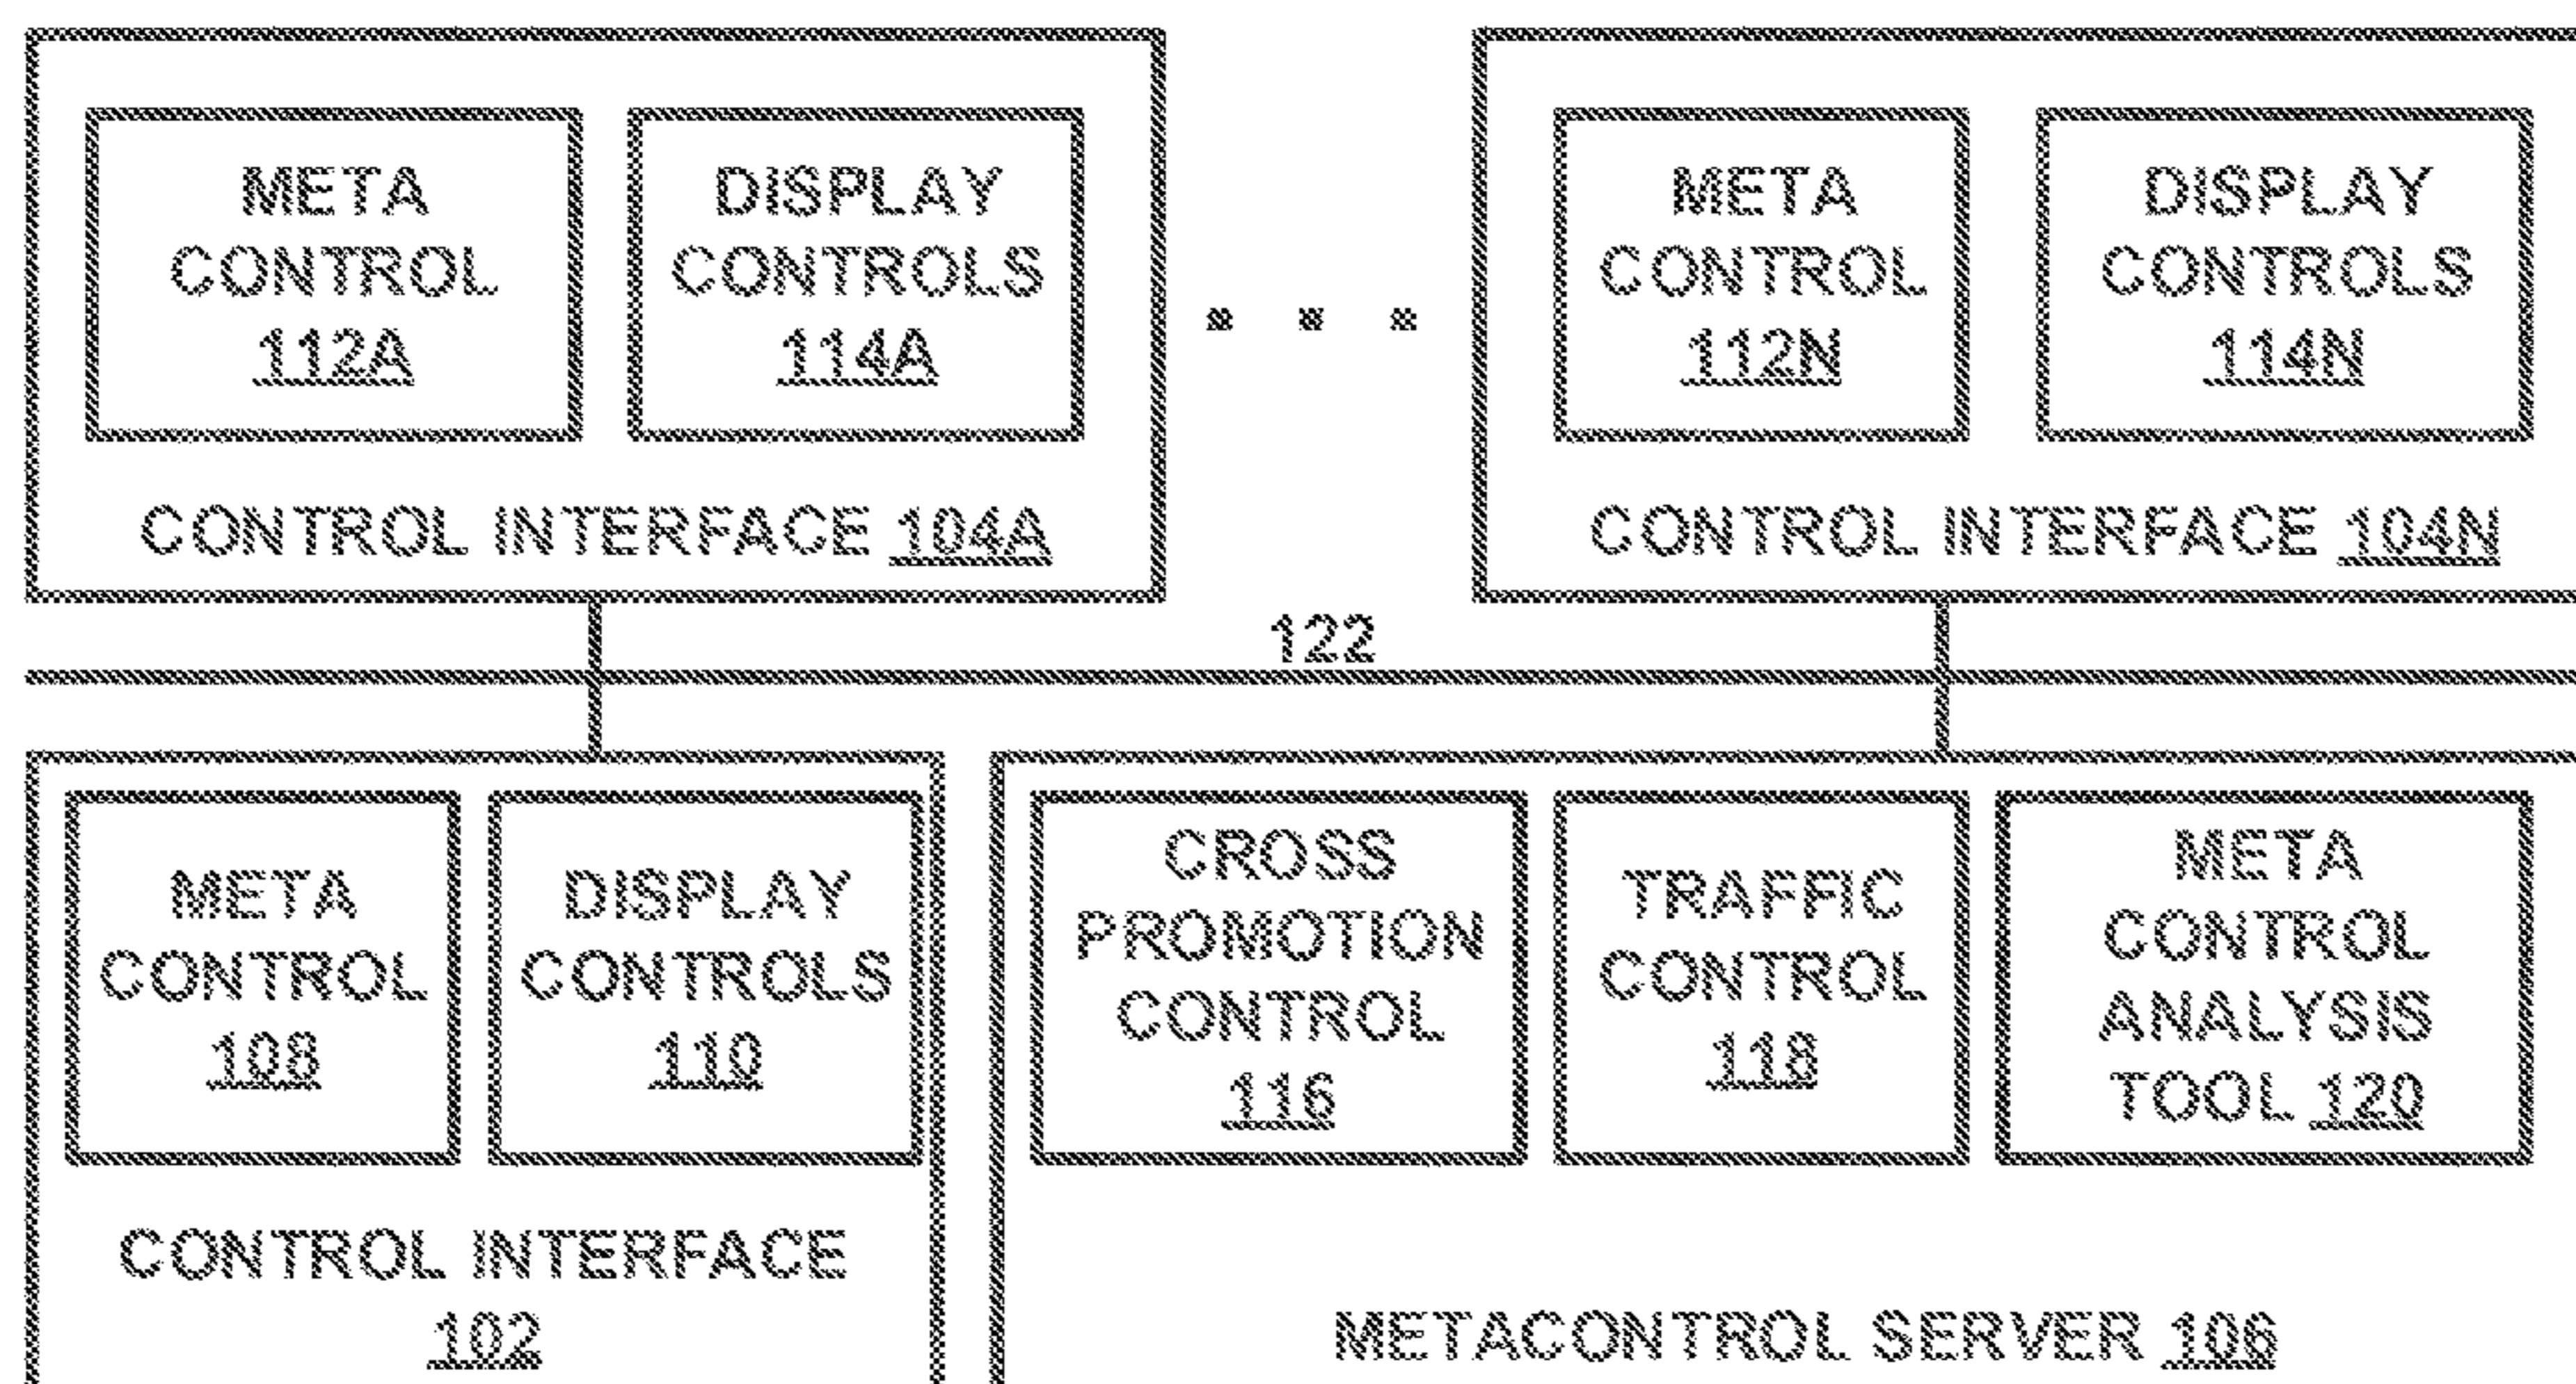 META
CONTROL
112A
DISPLAY
CONTROLS
114A
CONTROL INTERFACE 104A
META
CONTROL
112N
DISPLAY
CONTROLS
114N
CONTROL INTERFACE 104N
122
META
CONTROL
108
DISPLAY
CONTROLS
110
CONTROL INTERFACE
102
CROSS
PROMOTION
CONTROL
116
TRAFFIC
CONTROL
118
META
CONTROL
ANALYSIS
TOOL 120
METACONTROL SERVER 106